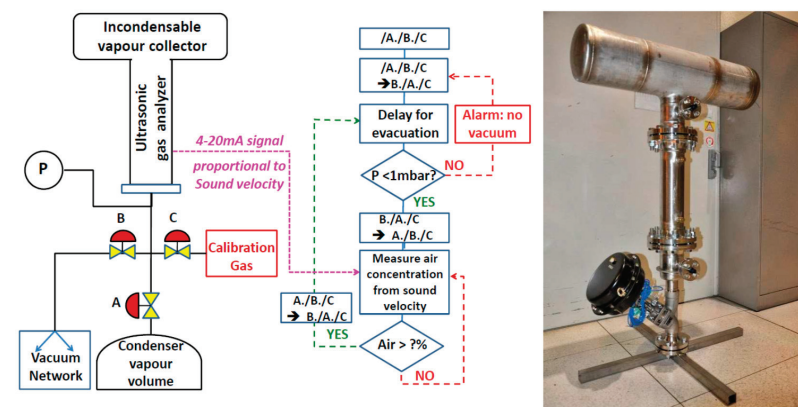 Incondensable
vapour collector
Ultrasonic
gas analyzer
P
B
C
A
Calibration
Gas
Vacuum
Network
Condenser
vapour
volume
4-20mA signal
proportional to
Sound velocity
/A./B./C
/A./B./C
➔B./A./C
Delay for
evacuation
Alarm: no
vacuum
P <1mbar?
NO
YES
B./A./C
➔ A./B./C
Measure air
concentration
from sound
velocity
A./B./C
➔ B./A./C
YES
Air > ?%
NO